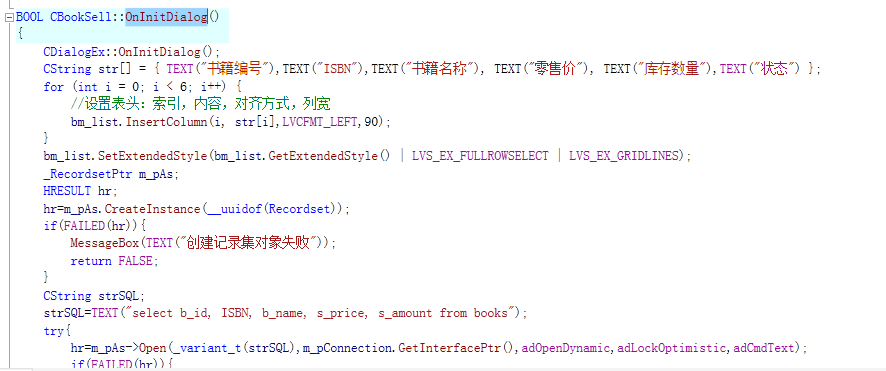 BOOL CBookSell::OnInitDialog()
{
CDialogEx::OnInitDialog();
CString str[] = { TEXT("书籍编号"),TEXT("ISBN"),TEXT("书籍名称"), TEXT("零售价"), TEXT("库存数量"),TEXT("状态") };
for (int i = 0; i < 6; i++) {
//设置表头：索引，内容，对齐方式，列宽
bm_list.InsertColumn(i, str[i],LVCFMT_LEFT,90);
}
bm_list.SetExtendedStyle(bm_list.GetExtendedStyle() | LVS_EX_FULLROWSELECT | LVS_EX_GRIDLINES);
_RecordsetPtr m_pAs;
HRESULT hr;
hr=m_pAs.CreateInstance(__uuidof(Recordset));
if(FAILED(hr)){
MessageBox(TEXT("创建记录集对象失败"));
return FALSE;
}
CString strSQL;
strSQL=TEXT("select b_id, ISBN, b_name, s_price, s_amount from books");
try{
hr=m_pAs->Open(_variant_t(strSQL),m_pConnection.GetInterfacePtr(),adOpenDynamic,adLockOptimistic,adCmdText);
if(FAILED(hr)){